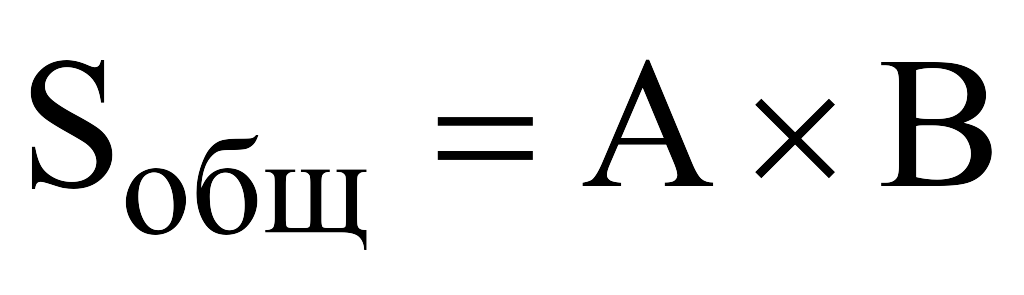 Sобщ = A × B